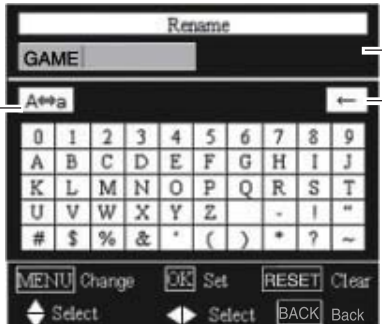 Rename
GAME
A⇔a ←
0 1 2 3 4 5 6 7 8 9
A B C D E F G H I J
K L M N O P Q R S T
U V W X Y Z - !
# $ % & ( ) * ? ~
MENU Change OK Set RESET Clear
Select Select BACK Back